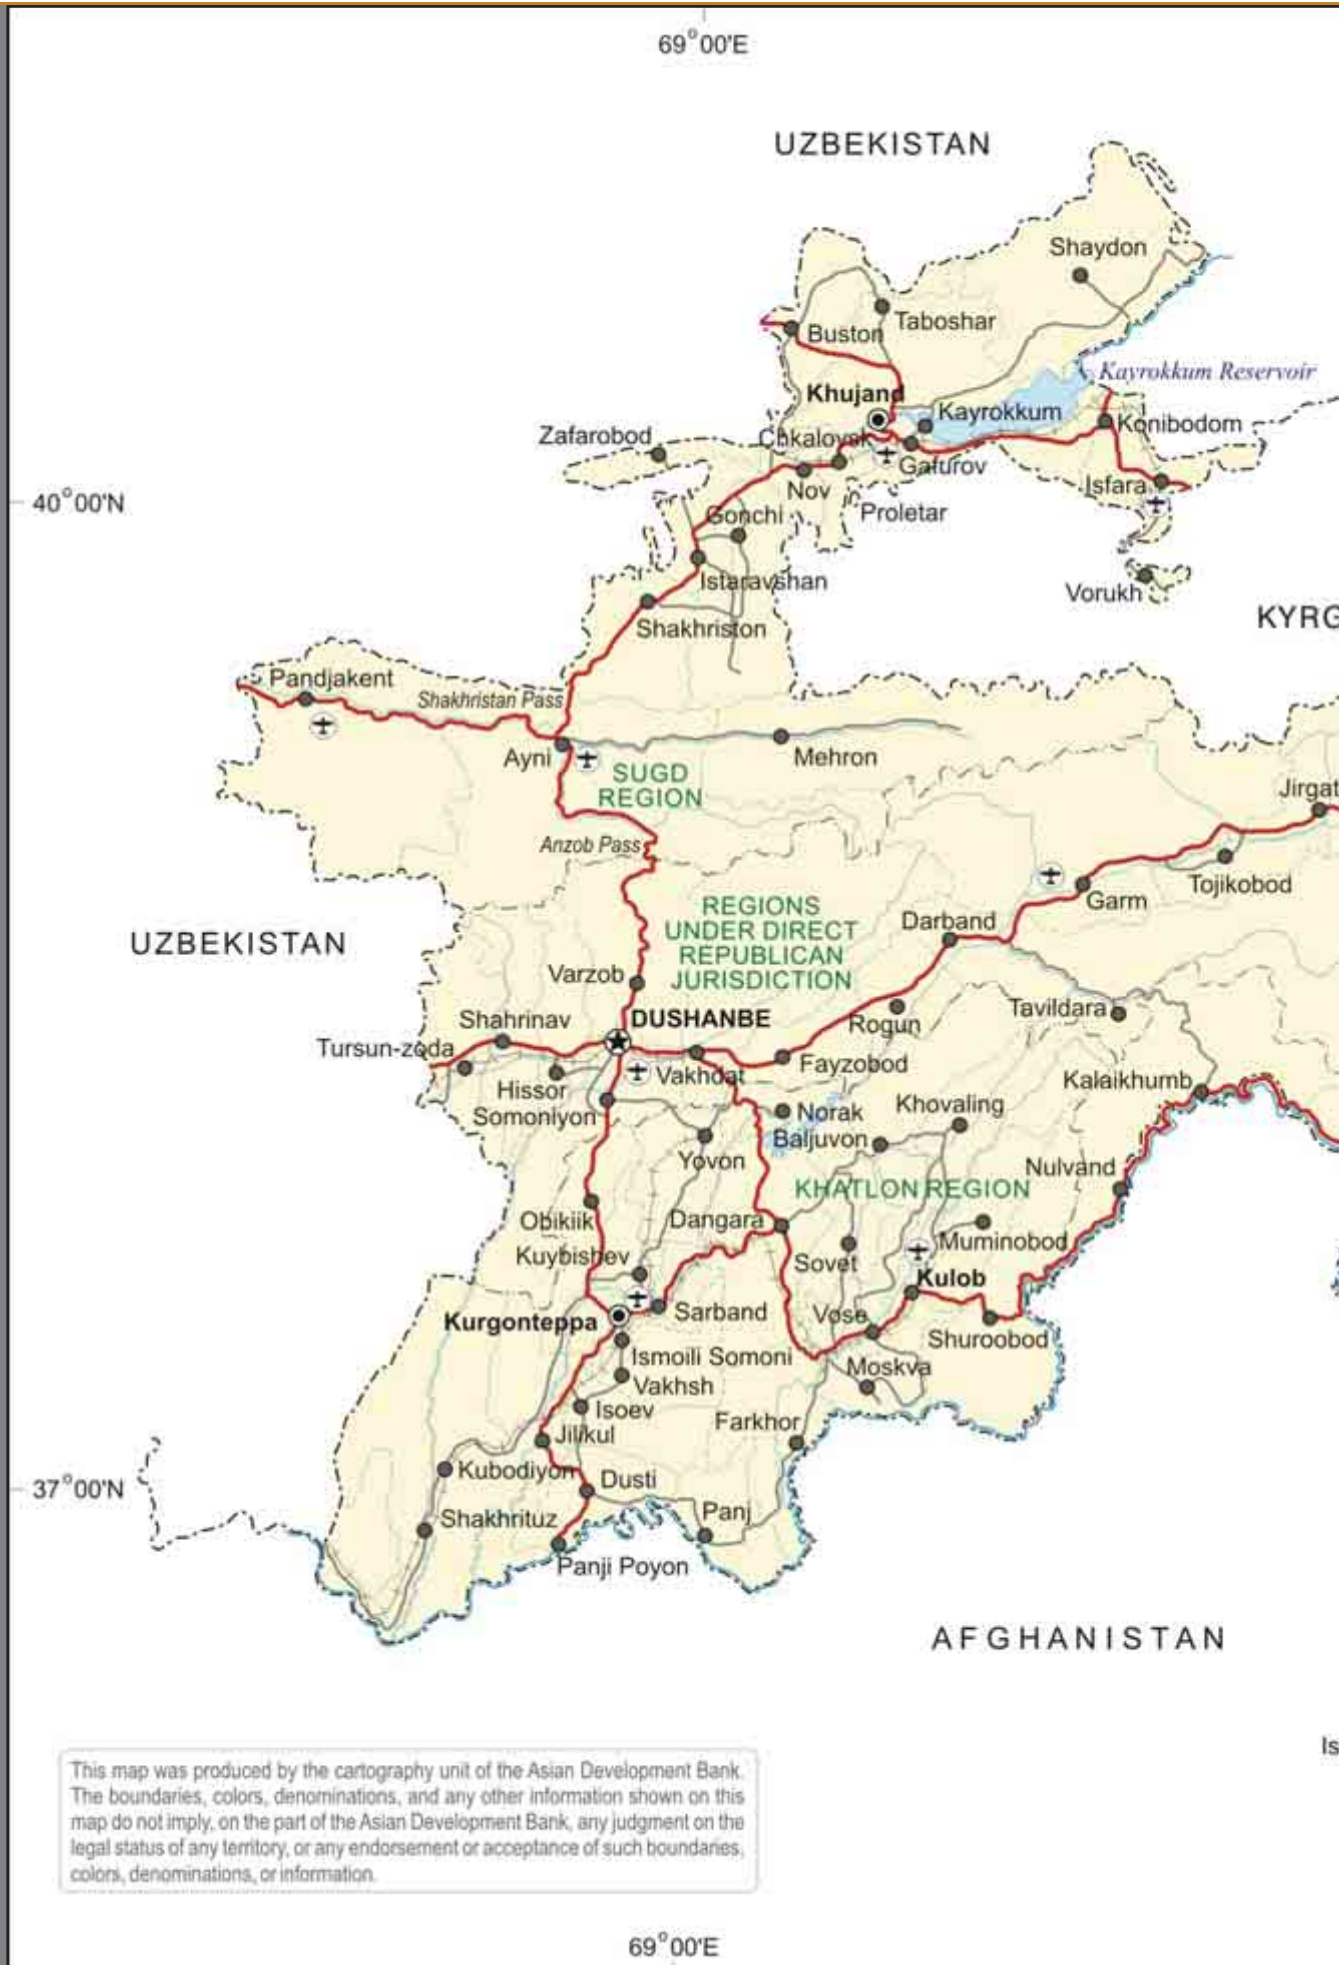 69°00'E
UZBEKISTAN
Shaydon
Taboshar
Buston
Kayrokkum Reservoir
Khujand
Kayrokkum
Konibodom
Zafarobod
Chkalovsk
Gafurov
Isfara
Nov
40°00'N
Proletar
Gonchi
Istaravshan
Vorukh
KYRG
Shakhriston
Pandjakent
Shakhristan Pass
Ayni
Mehron
SUGD
REGION
Jirgat
Anzob Pass
Tojikobod
Garm
REGIONS
UNDER DIRECT
REPUBLICAN
JURISDICTION
Darband
UZBEKISTAN
Varzob
Tavildara
Shahrinav
DUSHANBE
Rogun
Tursun-zoda
Fayzobod
Vakhdat
Kalaikhumb
Hissor
Somoniyon
Norak
Khovaling
Baljuvon
Yovon
Nulvand
KHATLON REGION
Obikiik
Dangara
Muminobod
Kuybishev
Sovet
Kulob
Sarband
Kurgonteppa
Vose
Shuroobod
Ismoili Somoni
Moskva
Vakhsh
Isoev
Farkhor
Jilikul
Kubodiyon
Dusti
37°00'N
Shakhrituz
Panj
Panji Poyon
AFGHANISTAN
Is
This map was produced by the cartography unit of the Asian Development Bank.
The boundaries, colors, denominations, and any other information shown on this
map do not imply, on the part of the Asian Development Bank, any judgment on the
legal status of any territory, or any endorsement or acceptance of such boundaries,
colors, denominations, or information.
69°00'E